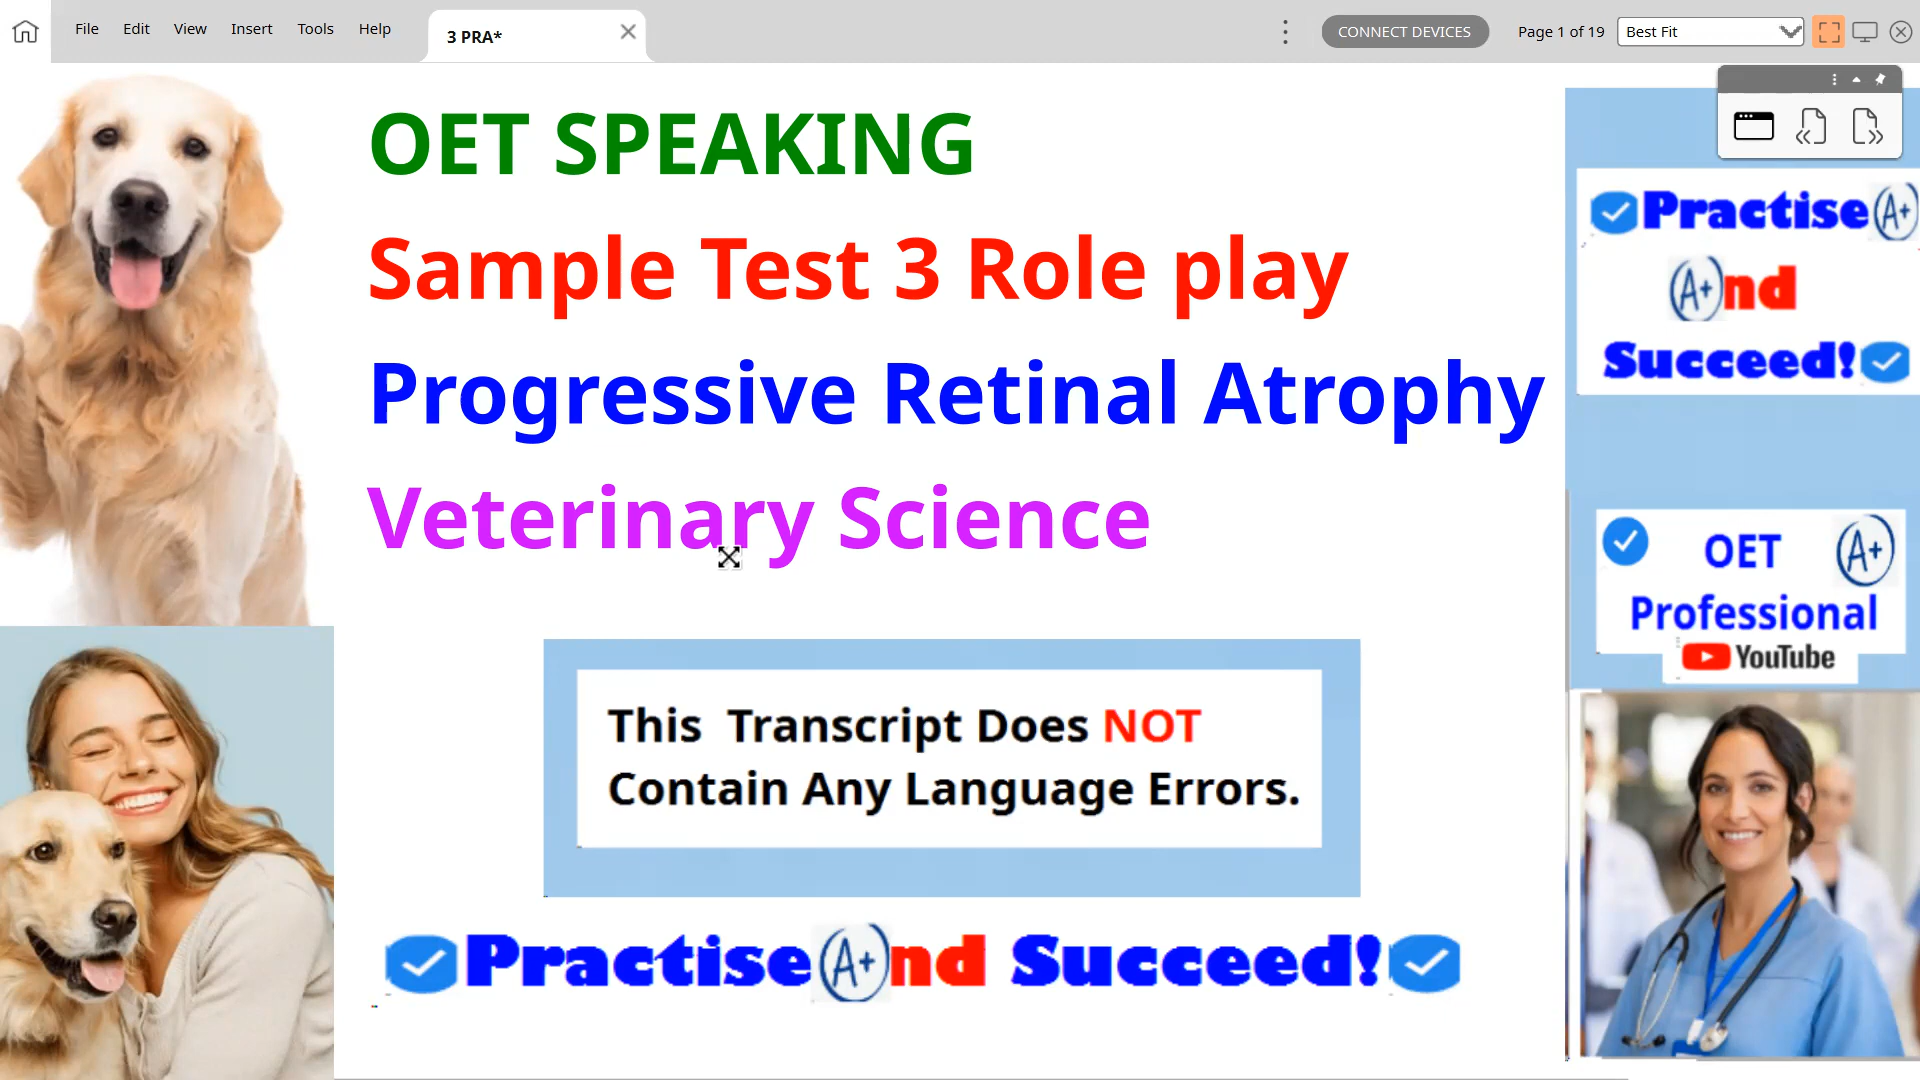 File Edit View Insert Tools Help
3 PRA*
CONNECT DEVICES
Page 1 of 19
Best Fit
OET SPEAKING
Sample Test 3 Role play
Progressive Retinal Atrophy
Veterinary Science
This Transcript Does NOT
Contain Any Language Errors.
Practise A+nd Succeed!
Practise A+
A+nd
Succeed!
OET A+
Professional
YouTube